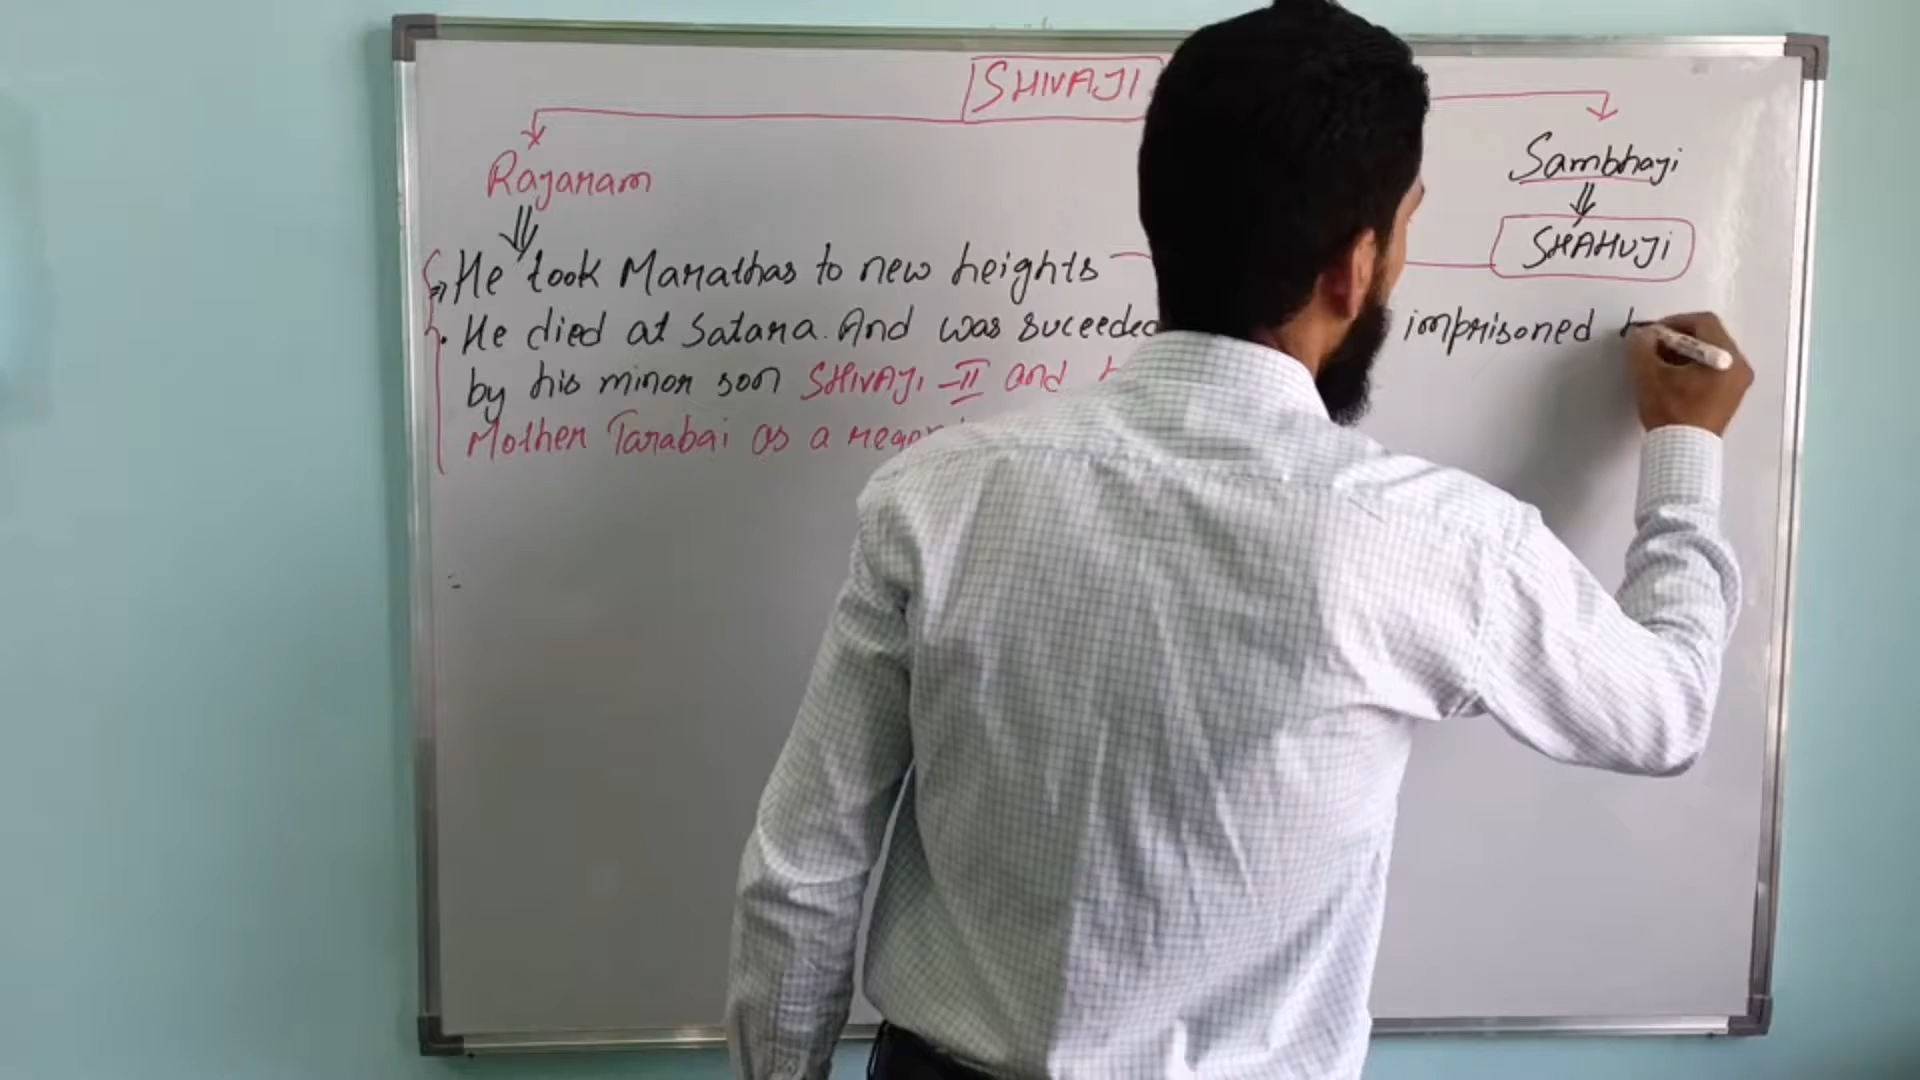 SHIVAJI
Rajaram
Sambhaji
SHAHUJI
He took Marathas to new heights
He died at Satara. And was suceeded
by his minor son SHIVAJI -II and
Mother Tarabai as a
imprisoned